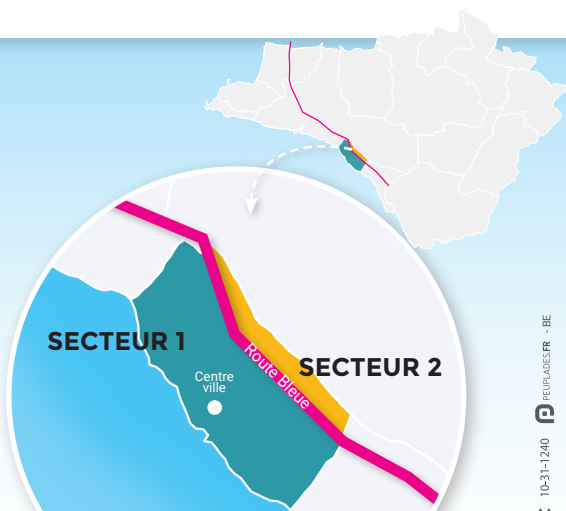 SECTEUR 1
SECTEUR 2
Route Bleue
Centre
ville
10-31-1240
PEUPLADES.FR - BE